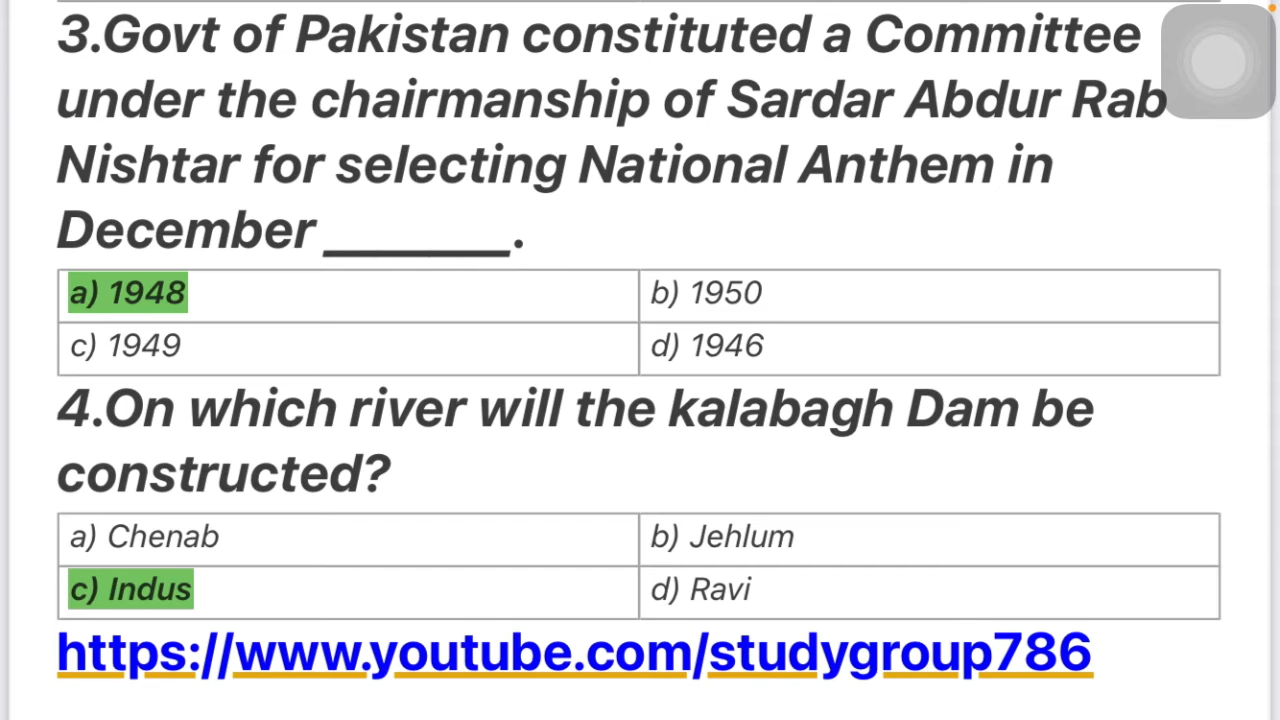 3.Govt of Pakistan constituted a Committee
under the chairmanship of Sardar Abdur Rab
Nishtar for selecting National Anthem in
December _______.
a) 1948
b) 1950
c) 1949
d) 1946
4.On which river will the kalabagh Dam be
constructed?
a) Chenab
b) Jehlum
c) Indus
d) Ravi
https://www.youtube.com/studygroup786